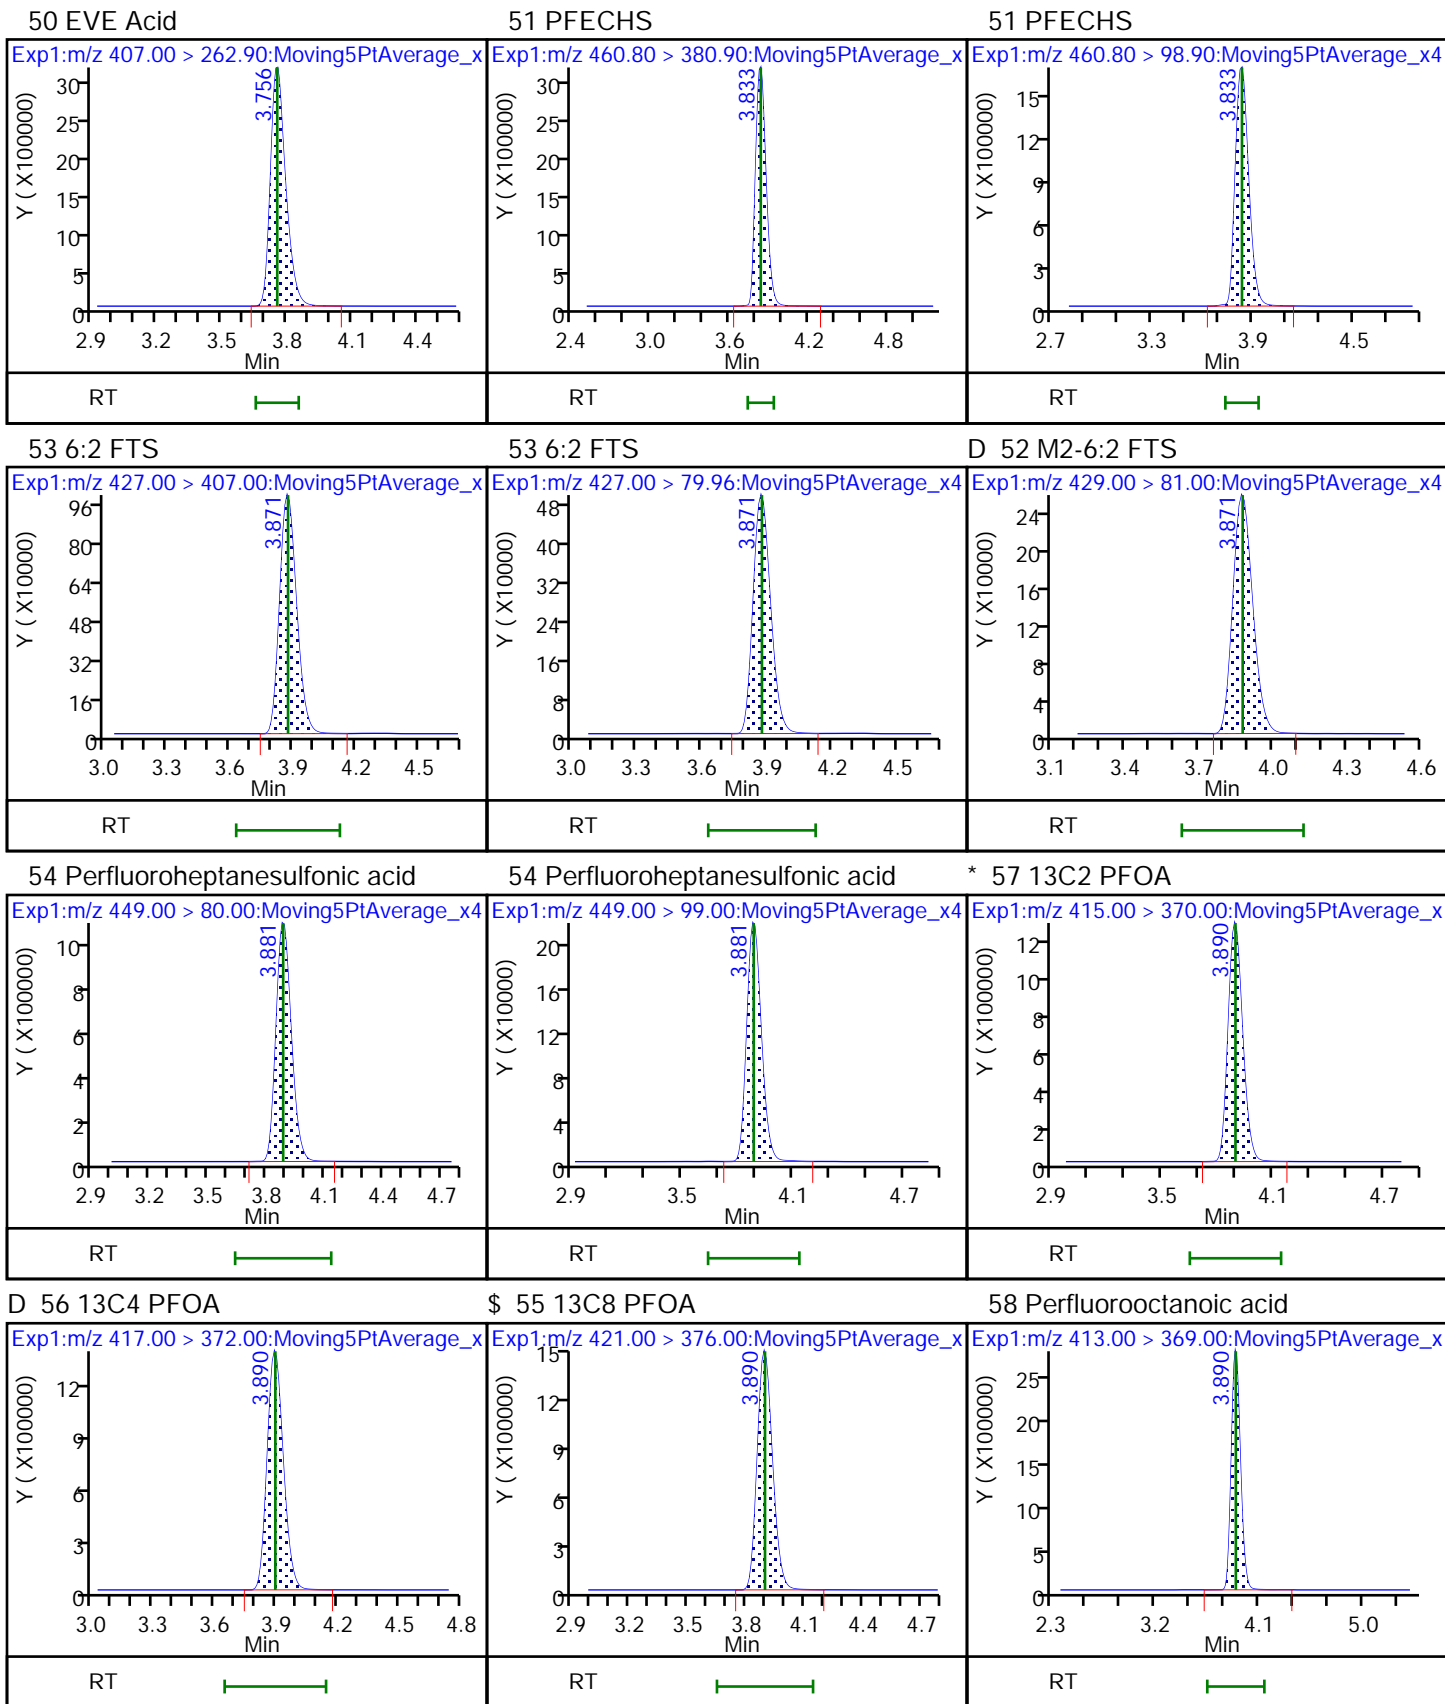 50 EVE Acid
Exp1:m/z 407.00 > 262.90:Moving5PtAverage_x
Y ( X100000)
30
25
20
15
10
5
0
3.756
2.9 3.2 3.5 3.8 4.1 4.4
Min
RT
51 PFECHS
Exp1:m/z 460.80 > 380.90:Moving5PtAverage_x
Y ( X100000)
30
25
20
15
10
5
0
3.833
2.4 3.0 3.6 4.2 4.8
Min
RT
51 PFECHS
Exp1:m/z 460.80 > 98.90:Moving5PtAverage_x4
Y ( X100000)
15
12
9
6
3
0
3.833
2.7 3.3 3.9 4.5
Min
RT
53 6:2 FTS
Exp1:m/z 427.00 > 407.00:Moving5PtAverage_x
Y ( X10000)
96
80
64
48
32
16
0
3.871
3.0 3.3 3.6 3.9 4.2 4.5
Min
RT
53 6:2 FTS
Exp1:m/z 427.00 > 79.96:Moving5PtAverage_x4
Y ( X10000)
48
40
32
24
16
8
0
3.871
3.0 3.3 3.6 3.9 4.2 4.5
Min
RT
D 52 M2-6:2 FTS
Exp1:m/z 429.00 > 81.00:Moving5PtAverage_x4
Y ( X10000)
24
20
16
12
8
4
0
3.871
3.1 3.4 3.7 4.0 4.3 4.6
Min
RT
54 Perfluoroheptanesulfonic acid
Exp1:m/z 449.00 > 80.00:Moving5PtAverage_x4
Y ( X100000)
10
8
6
4
2
0
3.881
2.9 3.2 3.5 3.8 4.1 4.4 4.7
Min
RT
54 Perfluoroheptanesulfonic acid
Exp1:m/z 449.00 > 99.00:Moving5PtAverage_x4
Y ( X10000)
20
16
12
8
4
0
3.881
2.9 3.5 4.1 4.7
Min
RT
* 57 13C2 PFOA
Exp1:m/z 415.00 > 370.00:Moving5PtAverage_x
Y ( X100000)
12
10
8
6
4
2
0
3.890
2.9 3.5 4.1 4.7
Min
RT
D 56 13C4 PFOA
Exp1:m/z 417.00 > 372.00:Moving5PtAverage_x
Y ( X100000)
12
9
6
3
0
3.890
3.0 3.3 3.6 3.9 4.2 4.5 4.8
Min
RT
$ 55 13C8 PFOA
Exp1:m/z 421.00 > 376.00:Moving5PtAverage_x
Y ( X100000)
15
12
9
6
3
0
3.890
2.9 3.2 3.5 3.8 4.1 4.4 4.7
Min
RT
58 Perfluorooctanoic acid
Exp1:m/z 413.00 > 369.00:Moving5PtAverage_x
Y ( X100000)
25
20
15
10
5
0
3.890
2.3 3.2 4.1 5.0
Min
RT